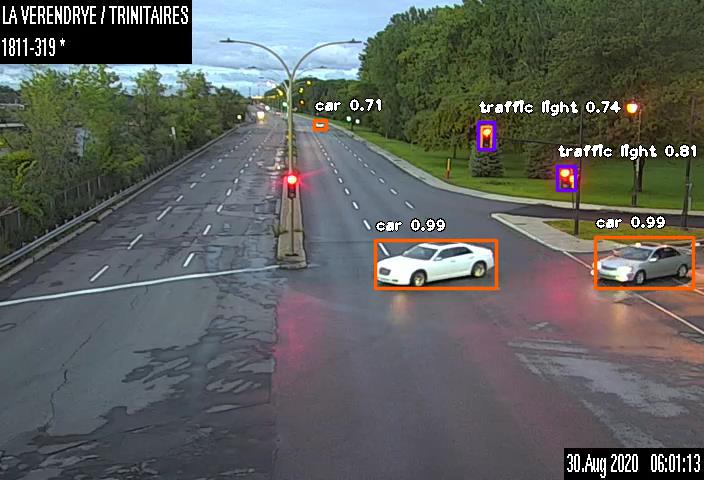 LA VERENDRYE / TRINITAIRES
1811-319 *
car 0.71
traffic light 0.74
traffic light 0.81
car 0.99
car 0.99
30.Aug 2020 06:01:13